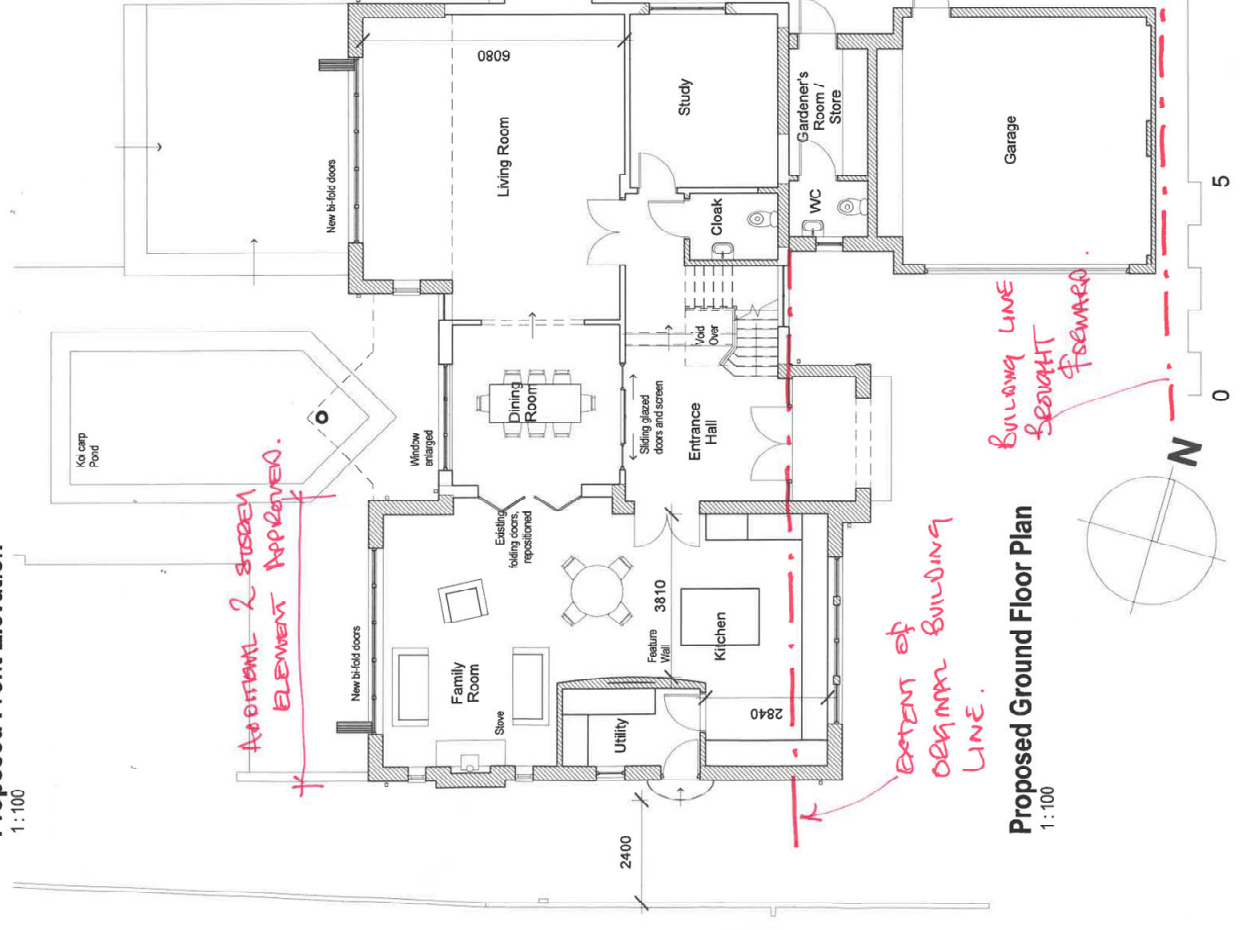 Proposed Front Elevation
1:100
Koi carp
Pond
ADDITIONAL 2 STOREY
ELEMENT APPROVED.
New bi-fold doors
Window
enlarged
New bi-fold doors
6080
Living Room
Study
Gardener's
Room /
Store
Garage
Dining
Room
Cloak
WC
Void
Over
Sliding glazed
doors and screen
Entrance
Hall
Existing
folding doors,
repositioned
Family
Room
Stove
Feature
Wall
3810
Kitchen
Utility
2840
2400
BUILDING LINE
BROUGHT
FORWARD.
EXTENT OF
ORIGINAL BUILDING
LINE.
Proposed Ground Floor Plan
1:100
N
0
5